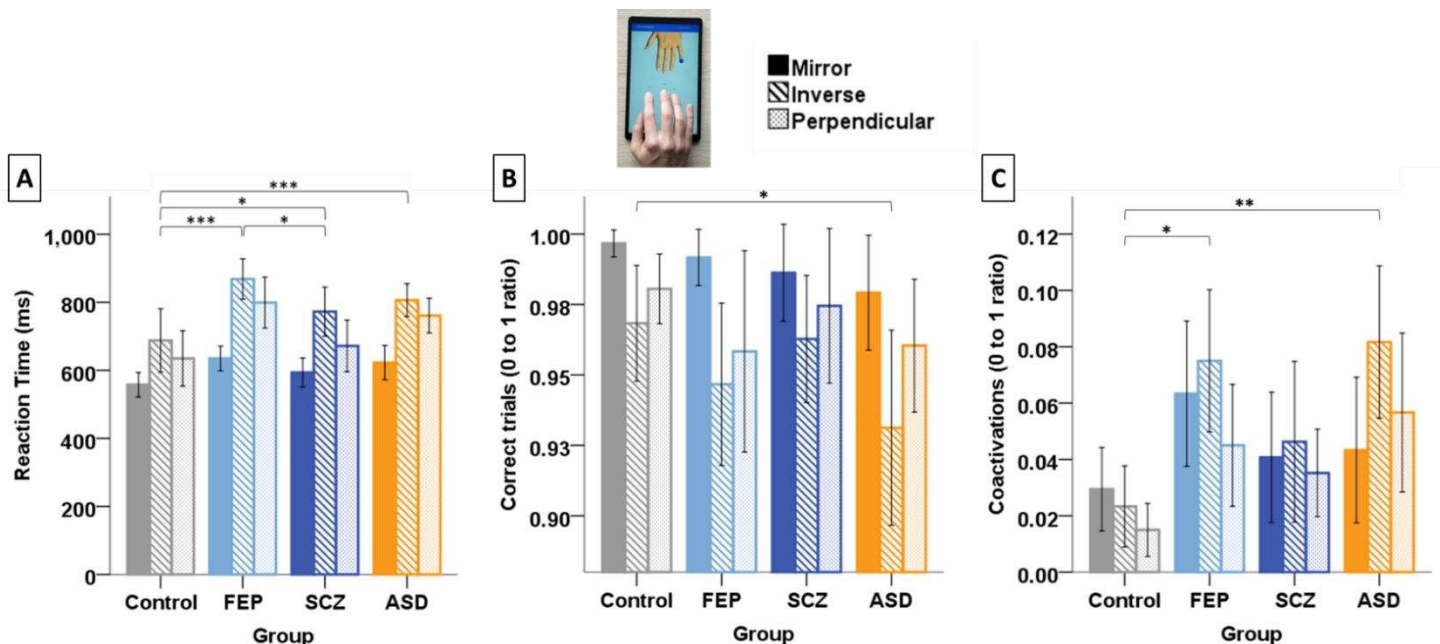 Mirror
Inverse
Perpendicular
A
***
*
***
*
Reaction Time (ms)
1,000
800
600
400
200
0
Control FEP SCZ ASD
Group
B
*
Correct trials (0 to 1 ratio)
1.00
0.98
0.95
0.93
0.90
Control FEP SCZ ASD
Group
C
**
*
Coactivations (0 to 1 ratio)
0.12
0.10
0.08
0.06
0.04
0.02
0.00
Control FEP SCZ ASD
Group